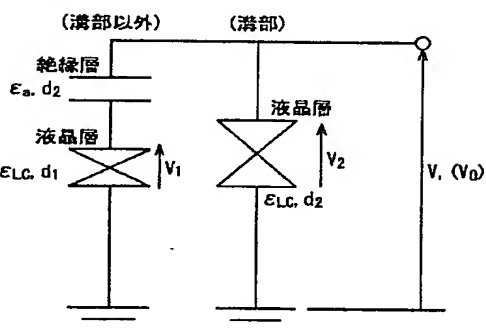 (溝部以外)
(溝部)
絶縁層
εa, d2
液晶層
εLC, d1
V1
液晶層
V2
εLC, d2
V, (V0)